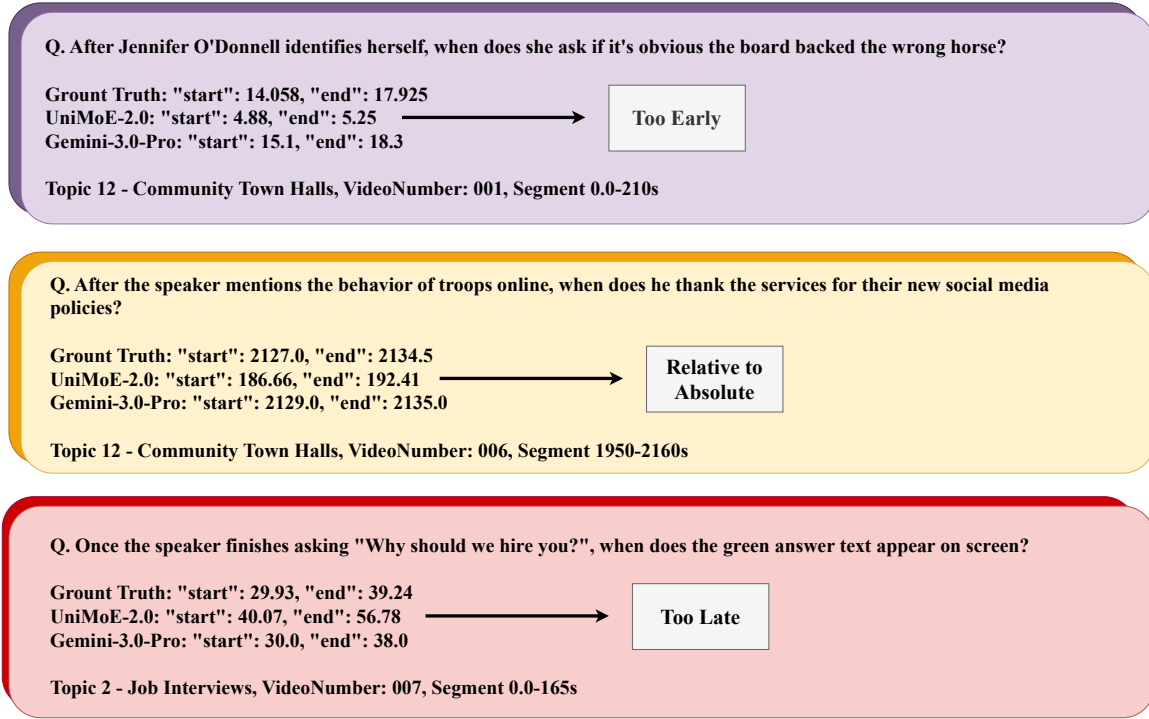 Q. After Jennifer O'Donnell identifies herself, when does she ask if it's obvious the board backed the wrong horse?
Grount Truth: "start": 14.058, "end": 17.925
UniMoE-2.0: "start": 4.88, "end": 5.25
Too Early
Gemini-3.0-Pro: "start": 15.1, "end": 18.3
Topic 12 - Community Town Halls, VideoNumber: 001, Segment 0.0-210s
Q. After the speaker mentions the behavior of troops online, when does he thank the services for their new social media
policies?
Grount Truth: "start": 2127.0, "end": 2134.5
UniMoE-2.0: "start": 186.66, "end": 192.41
Gemini-3.0-Pro: "start": 2129.0, "end": 2135.0
Relative to
Absolute
Topic 12 - Community Town Halls, VideoNumber: 006, Segment 1950-2160s
Q. Once the speaker finishes asking "Why should we hire you?", when does the green answer text appear on screen?
Grount Truth: "start": 29.93, "end": 39.24
UniMoE-2.0: "start": 40.07, "end": 56.78
Too Late
Gemini-3.0-Pro: "start": 30.0, "end": 38.0
Topic 2 - Job Interviews, VideoNumber: 007, Segment 0.0-165s